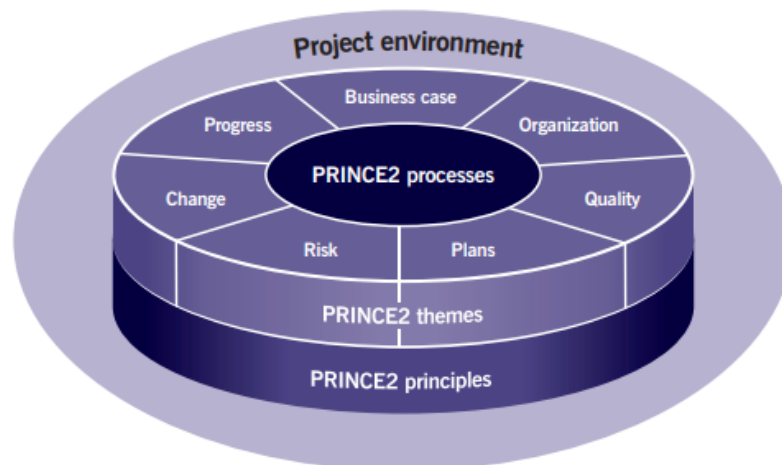 Project environment
Business case
Progress
Organization
PRINCE2 processes
Change
Quality
Risk
Plans
PRINCE2 themes
PRINCE2 principles